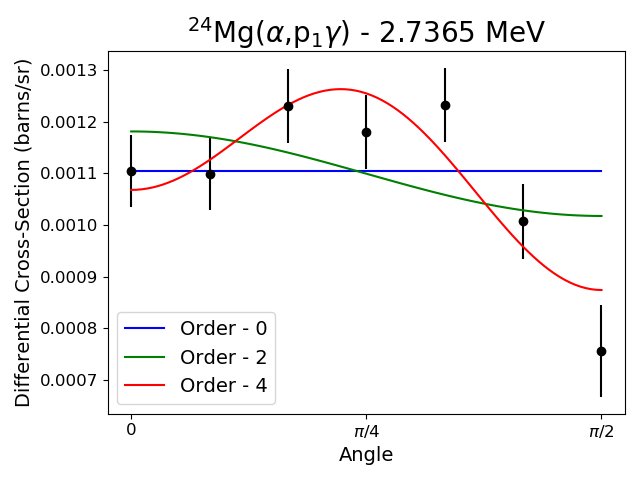 ²⁴Mg(α,p₁γ) - 2.7365 MeV
Differential Cross-Section (barns/sr)
0.0013
0.0012
0.0011
0.0010
0.0009
0.0008
0.0007
Order - 0
Order - 2
Order - 4
0
π/4
π/2
Angle